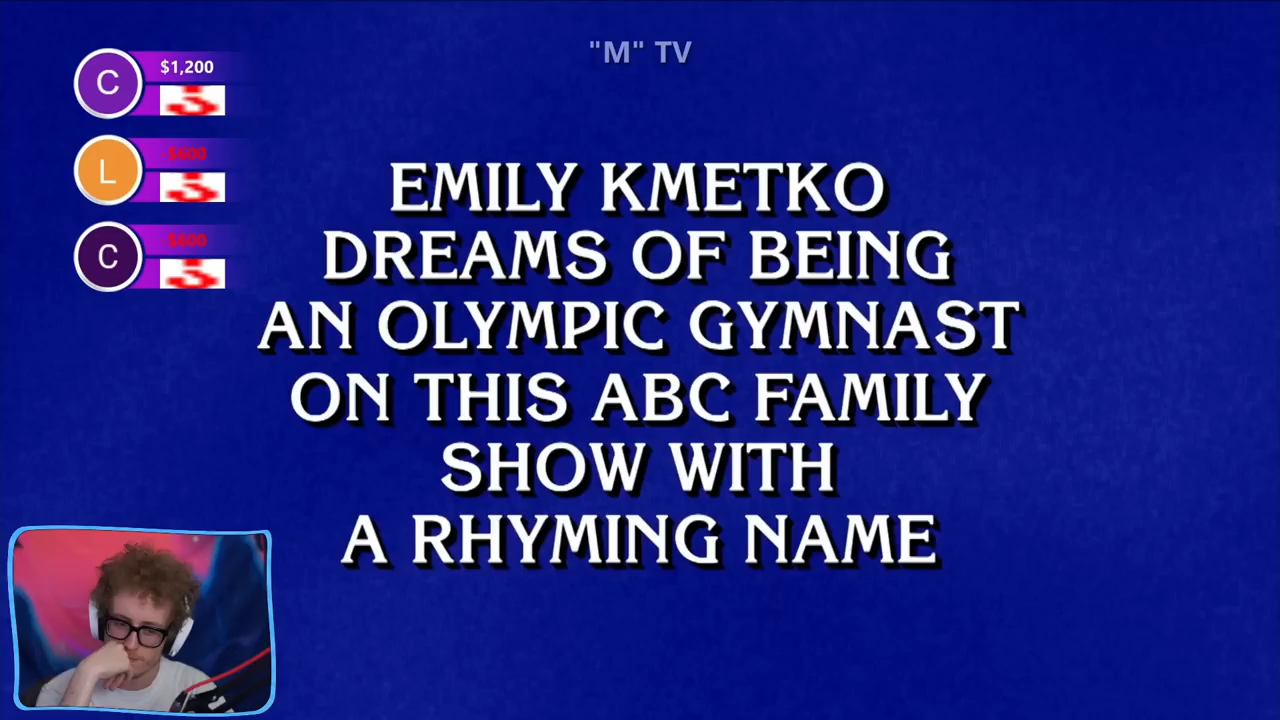 "M" TV
C
$1,200
L
-$600
C
-$600
EMILY KMETKO
DREAMS OF BEING
AN OLYMPIC GYMNAST
ON THIS ABC FAMILY
SHOW WITH
A RHYMING NAME